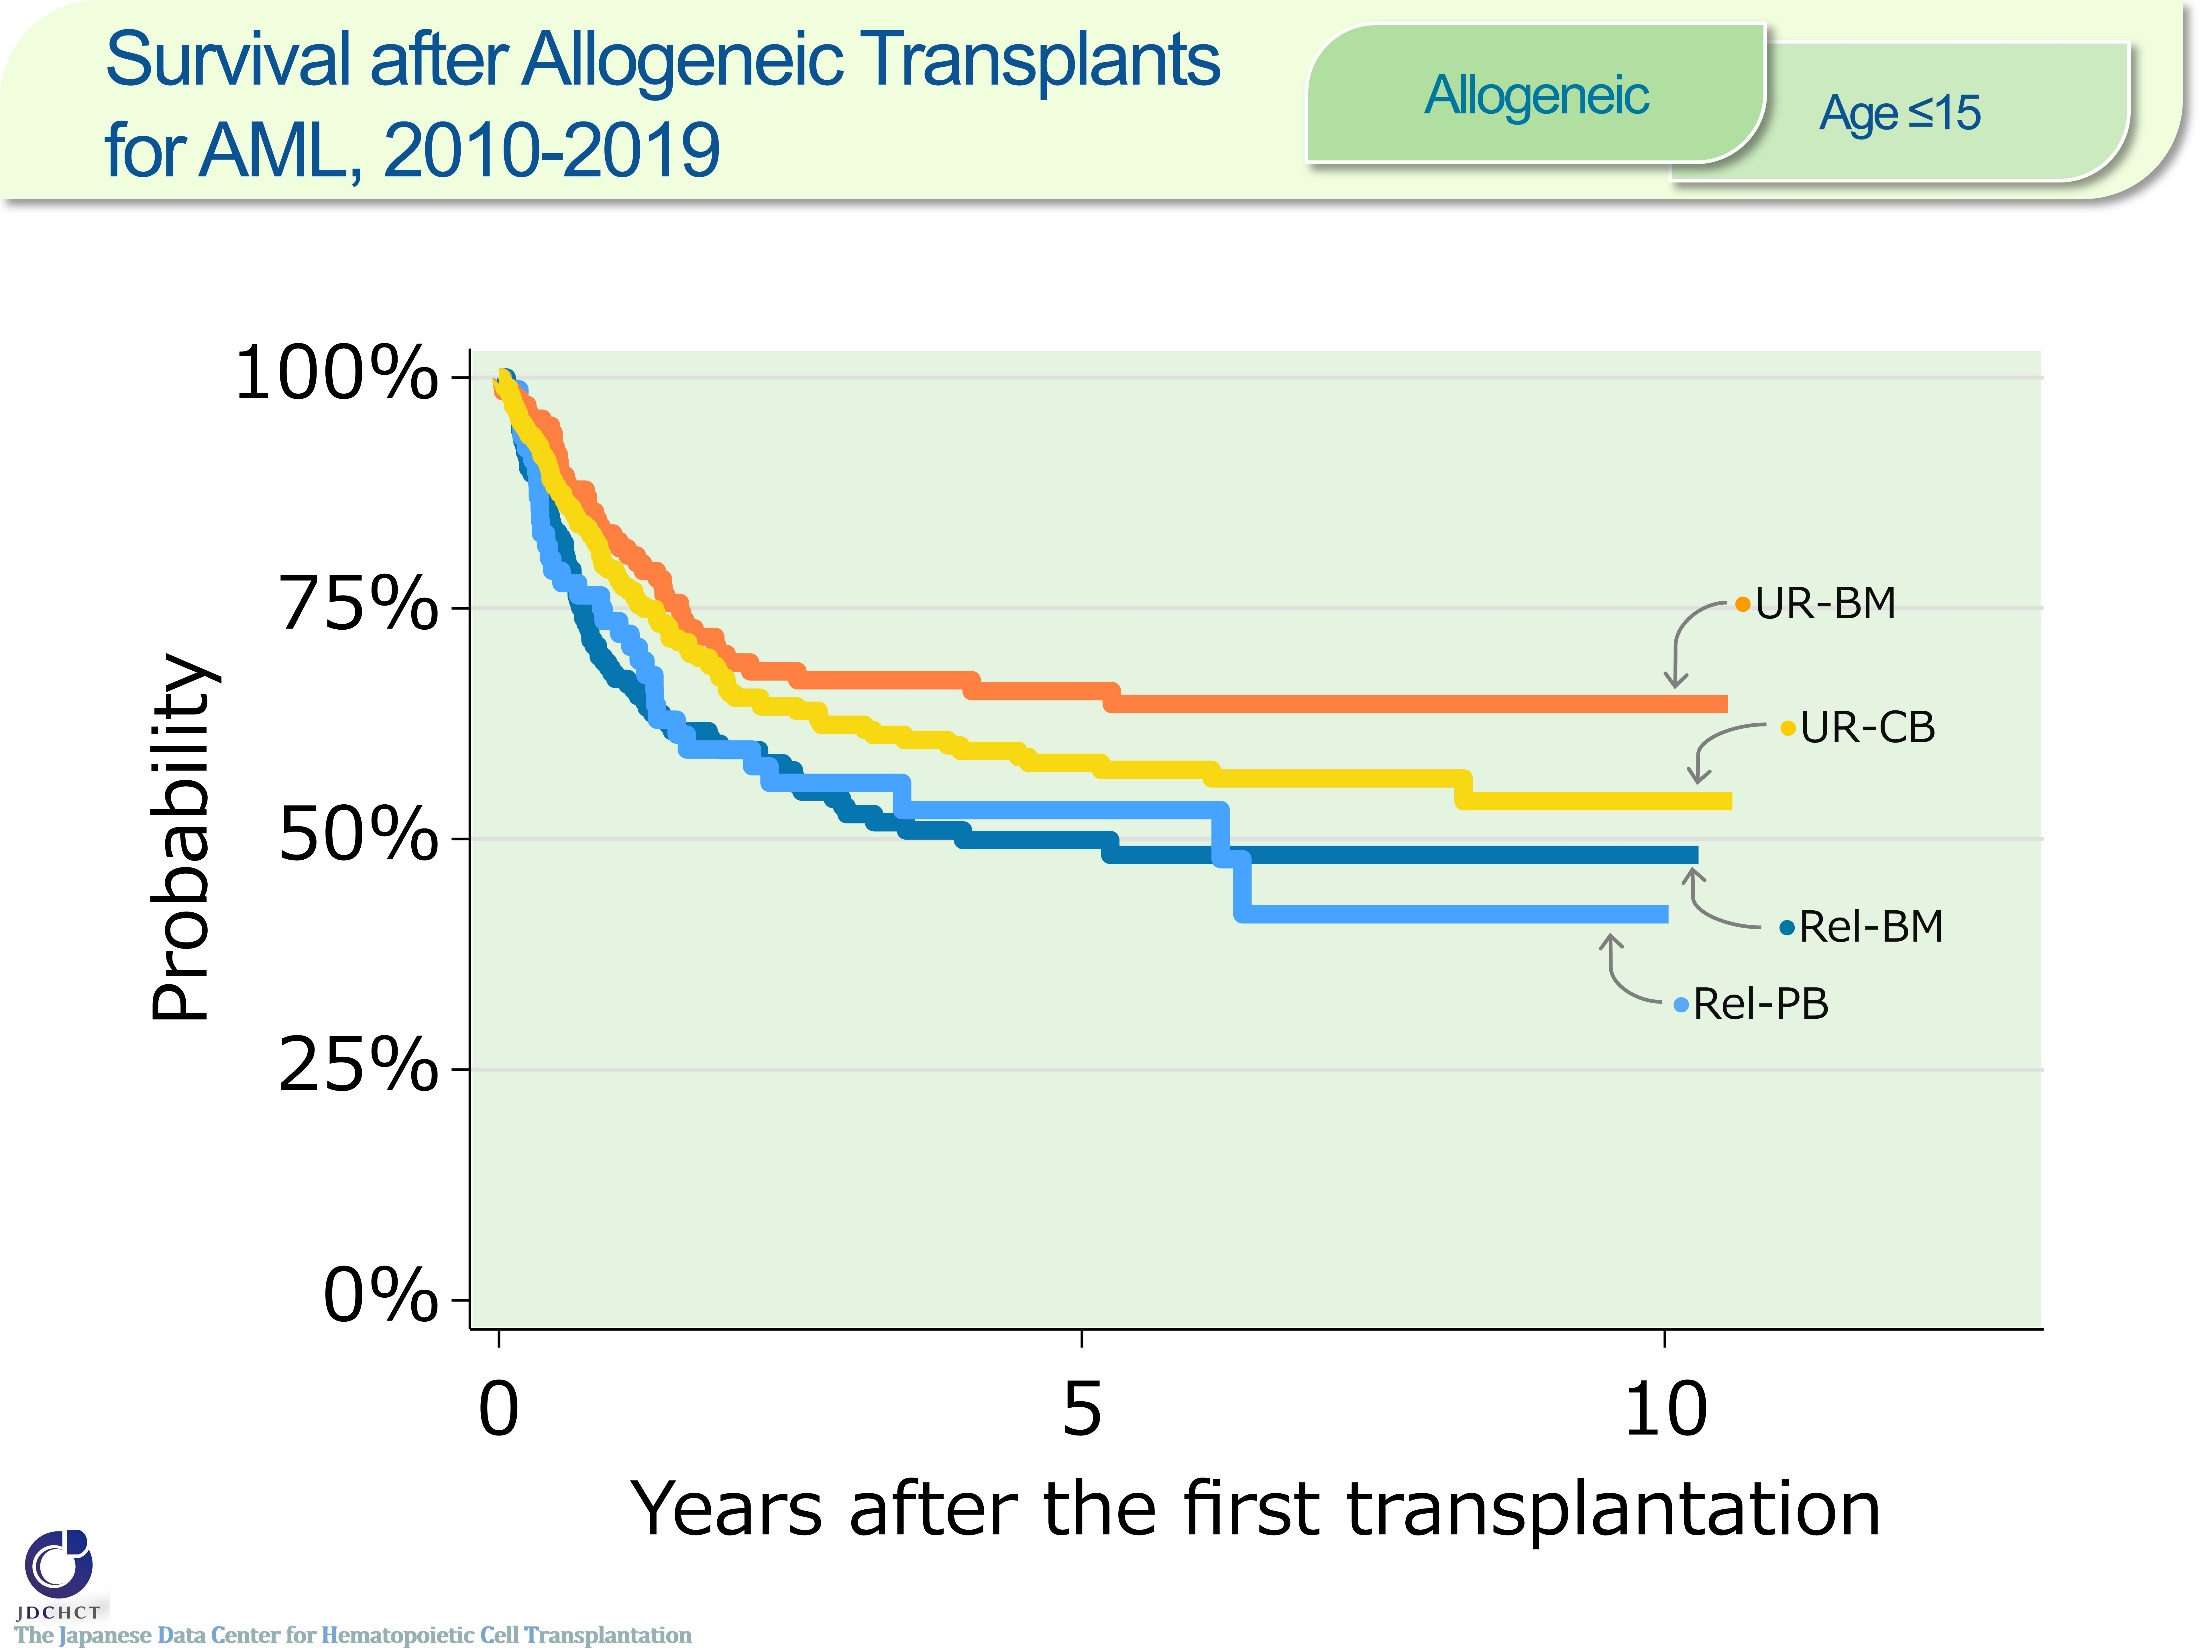 Survival after Allogeneic Transplants
for AML, 2010-2019
Allogeneic
Age ≤15
100%
75%
50%
25%
0%
Probability
UR-BM
UR-CB
Rel-BM
Rel-PB
0
5
10
Years after the first transplantation
JDCHCT
The Japanese Data Center for Hematopoietic Cell Transplantation